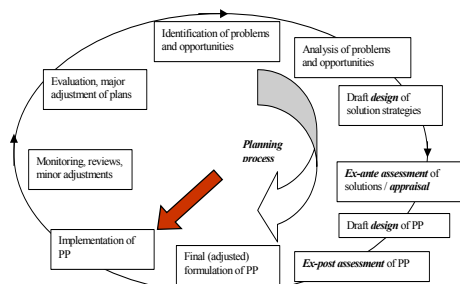 Identification of problems
and opportunities
Analysis of problems
and opportunities
Draft design of
solution strategies
Ex-ante assessment of
solutions / appraisal
Draft design of PP
Ex-post assessment of PP
Final (adjusted)
formulation of PP
Implementation of
PP
Monitoring, reviews,
minor adjustments
Evaluation, major
adjustment of plans
Planning
process